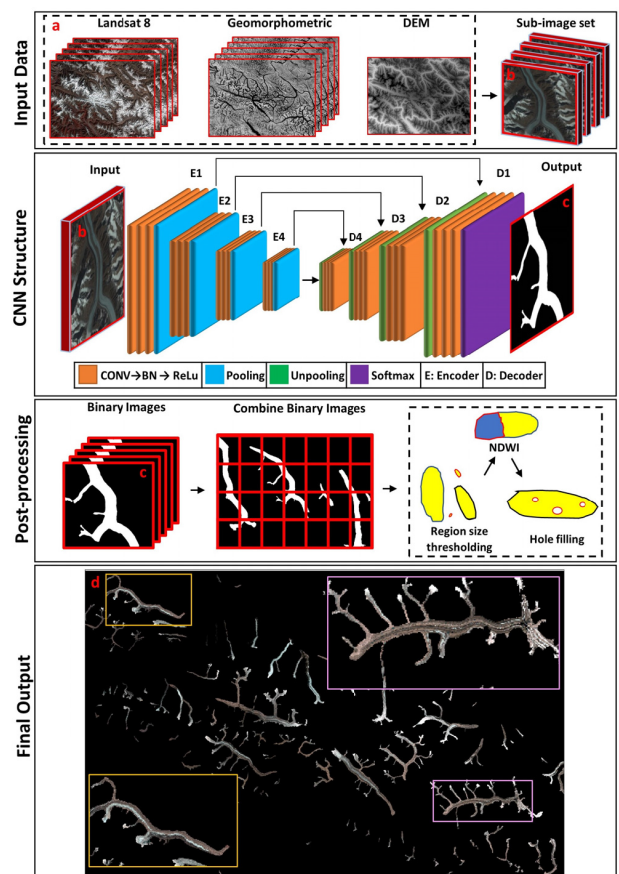 Input Data
a
Landsat 8
Geomorphometric
DEM
Sub-image set
b
CNN Structure
Input
Output
E1
E2
E3
E4
D4
D3
D2
D1
b
c
CONV→BN → ReLu
Pooling
Unpooling
Softmax
E: Encoder
D: Decoder
Post-processing
Binary Images
Combine Binary Images
c
NDWI
Region size
thresholding
Hole filling
Final Output
d